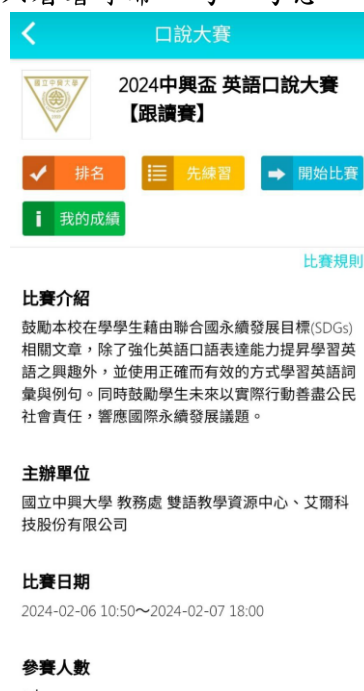 口說大賽
2024中興盃 英語口說大賽
【跟讀賽】
排名
先練習
開始比賽
我的成績
比賽規則
比賽介紹
鼓勵本校在學學生藉由聯合國永續發展目標(SDGs)
相關文章，除了強化英語口語表達能力提昇學習英
語之興趣外，並使用正確而有效的方式學習英語詞
彙與例句。同時鼓勵學生未來以實際行動善盡公民
社會責任，響應國際永續發展議題。
主辦單位
國立中興大學 教務處 雙語教學資源中心、艾爾科
技股份有限公司
比賽日期
2024-02-06 10:50～2024-02-07 18:00
參賽人數